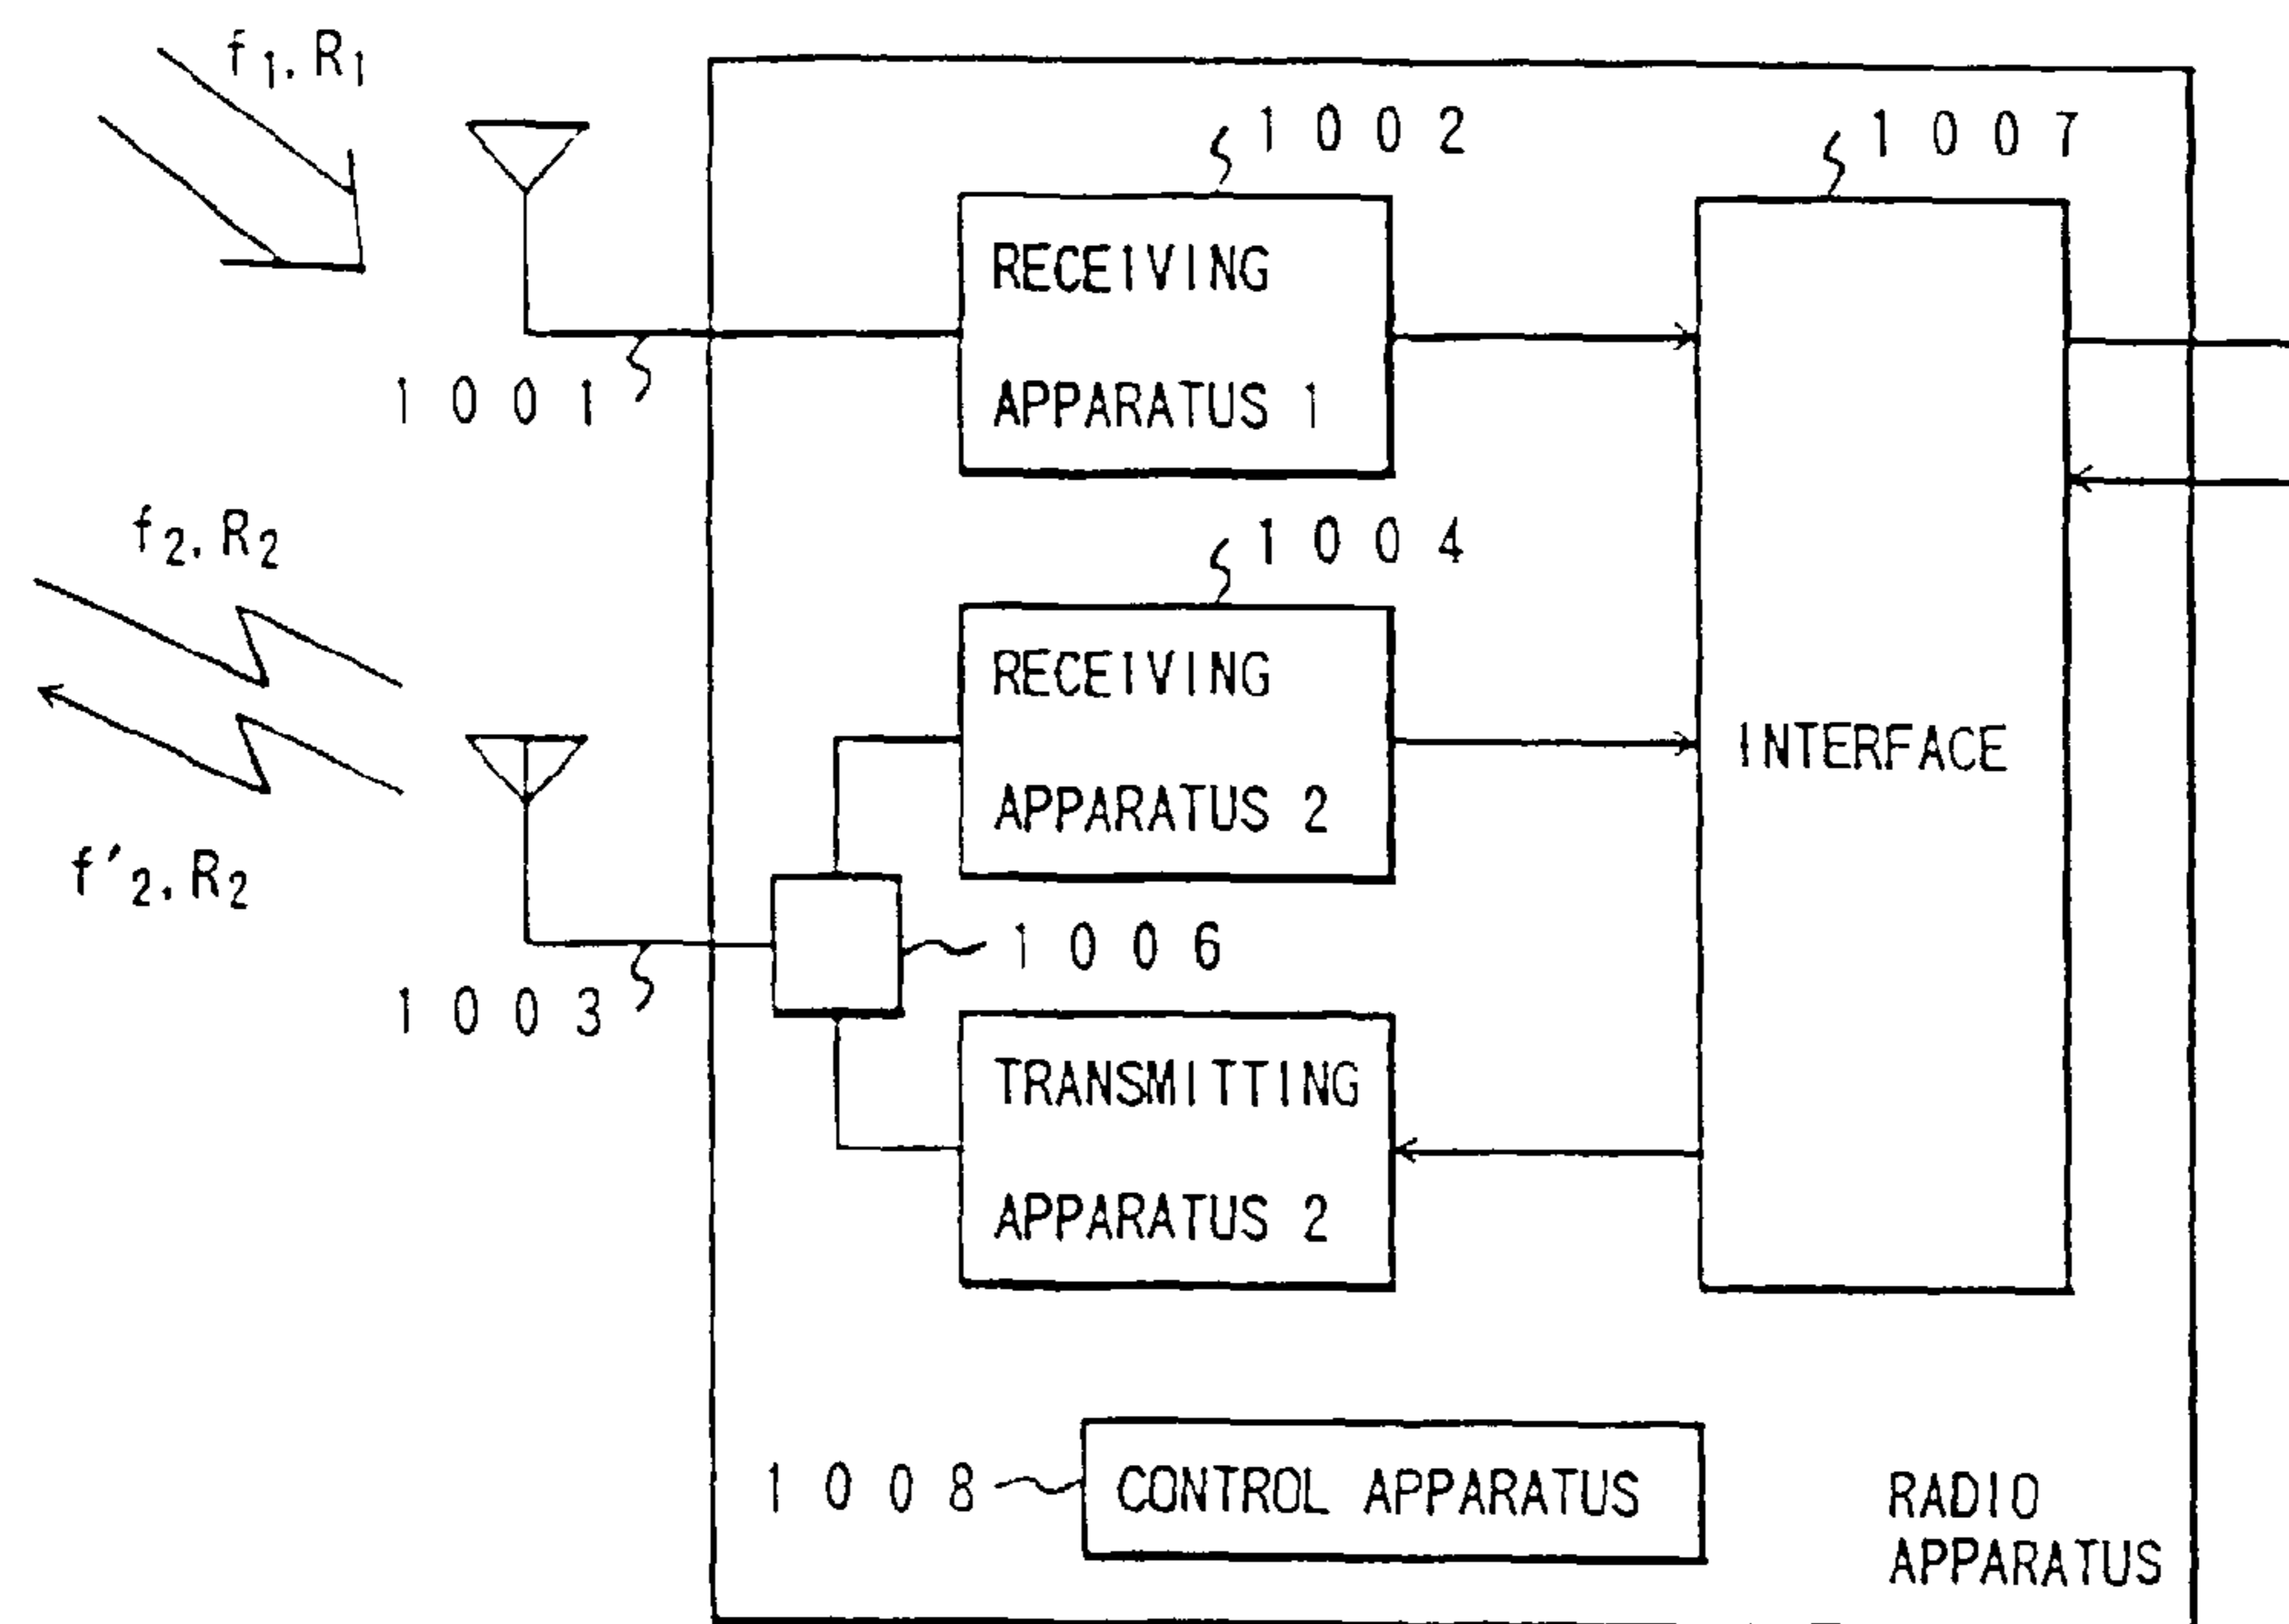 f1, R1
1002
1007
RECEIVING
APPARATUS 1
1001
f2, R2
1004
RECEIVING
APPARATUS 2
INTERFACE
f'2, R2
1006
1003
TRANSMITTING
APPARATUS 2
1008
CONTROL APPARATUS
RADIO
APPARATUS